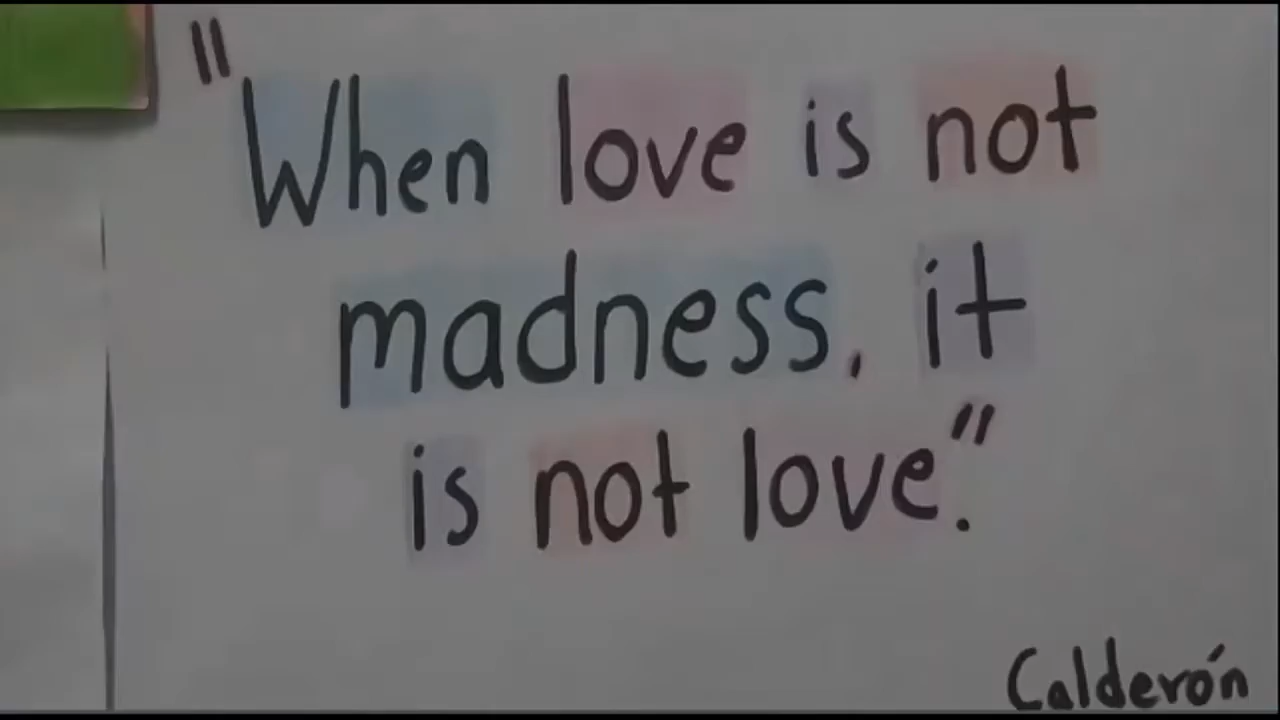 "When love is not
madness, it
is not love."
Calderón